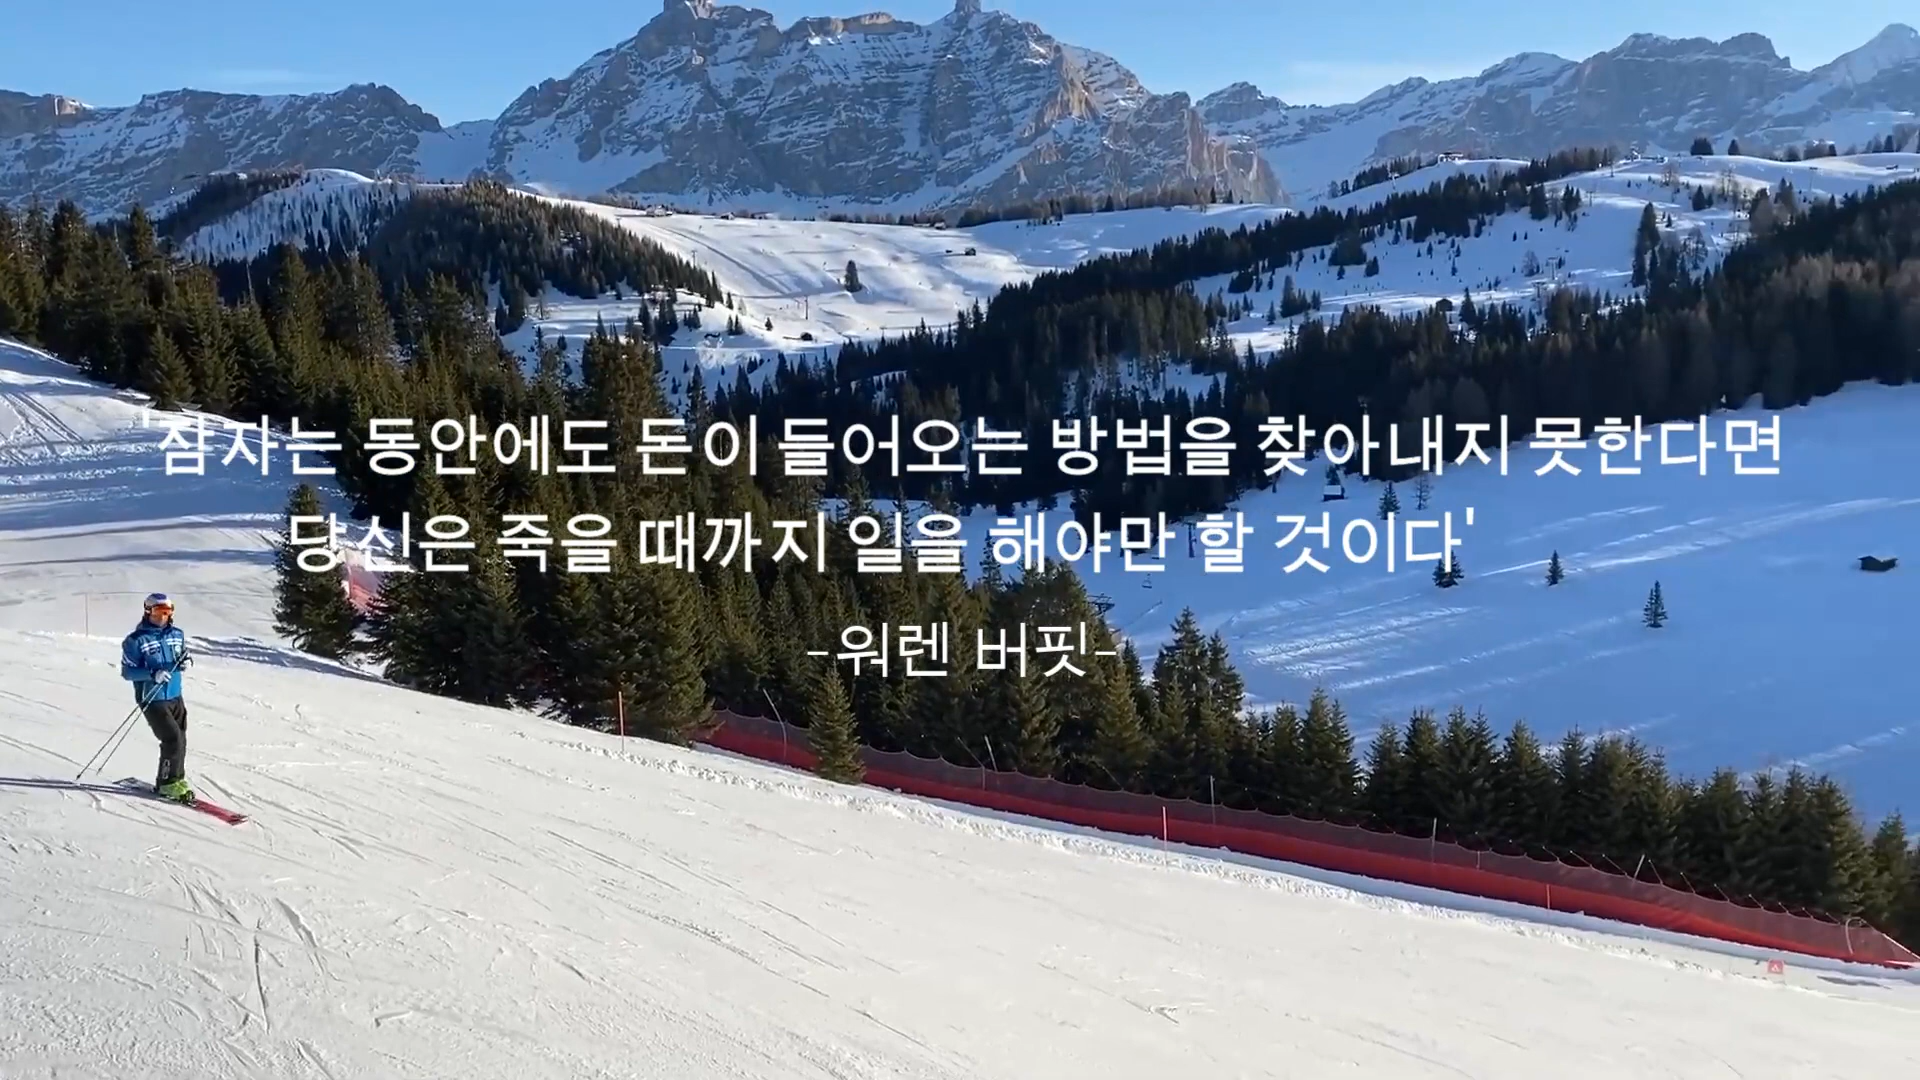 '잠자는 동안에도 돈이 들어오는 방법을 찾아내지 못한다면
당신은 죽을 때까지 일을 해야만 할 것이다'
-워렌 버핏-